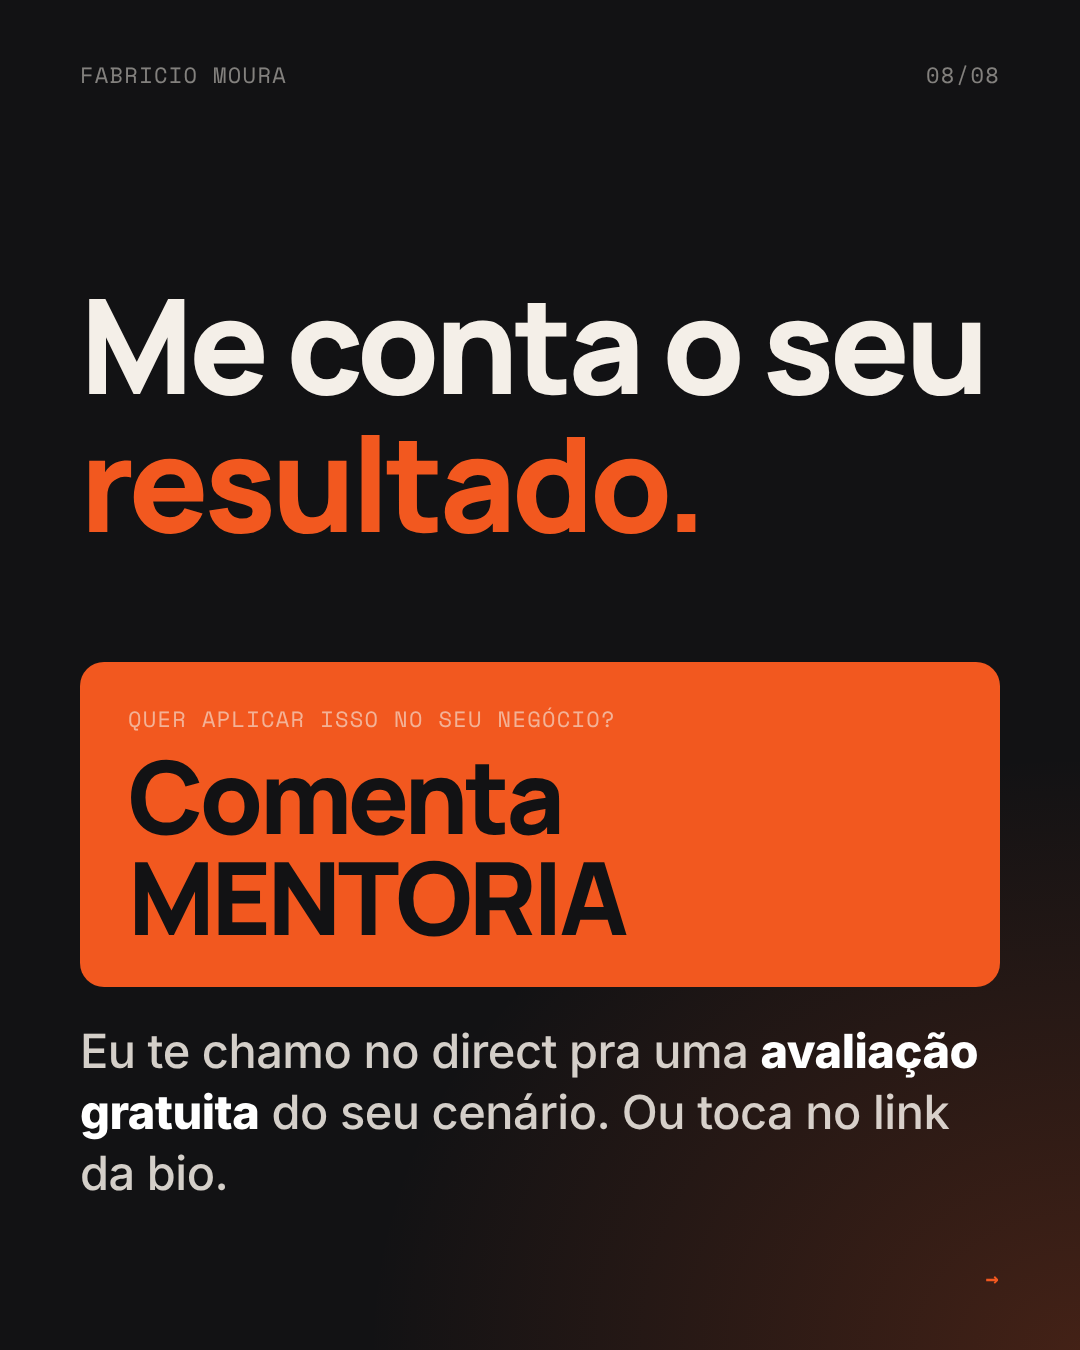 FABRICIO MOURA
08/08
Me conta o seu
resultado.
QUER APLICAR ISSO NO SEU NEGÓCIO?
Comenta
MENTORIA
Eu te chamo no direct pra uma avaliação
gratuita do seu cenário. Ou toca no link
da bio.
→